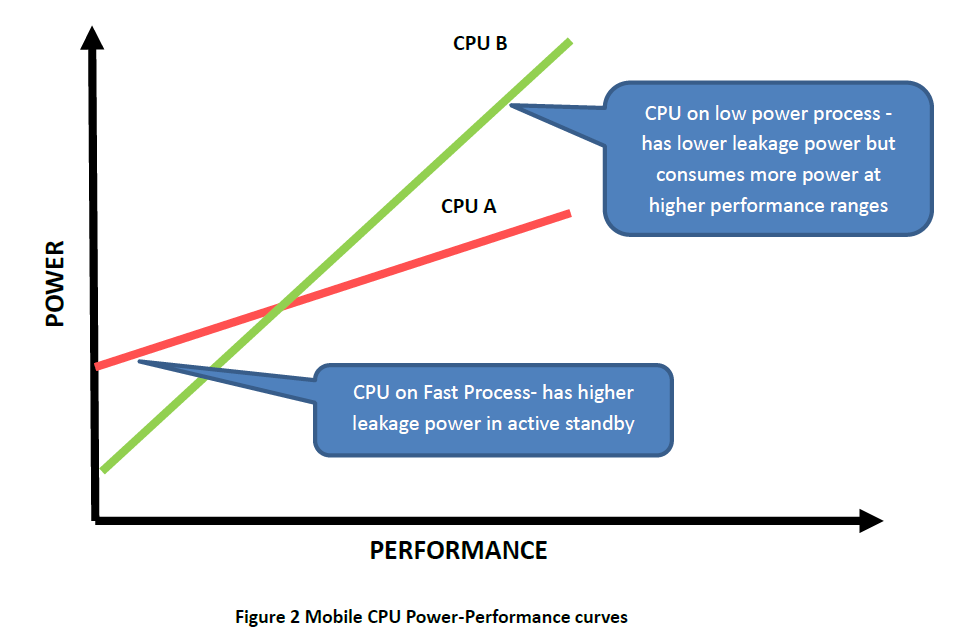 CPU B
CPU on low power process -
has lower leakage power but
consumes more power at
higher performance ranges
CPU A
POWER
CPU on Fast Process- has higher
leakage power in active standby
PERFORMANCE
Figure 2 Mobile CPU Power-Performance curves